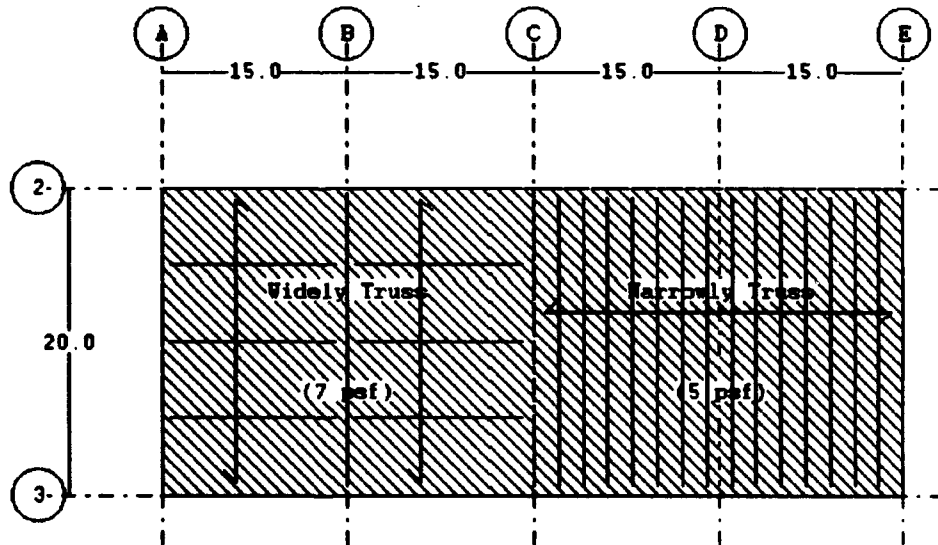 A B C D E
15.0 15.0 15.0 15.0
2
Widely Truss Narrowly Truss
20.0
(7 psf) (5 psf)
3